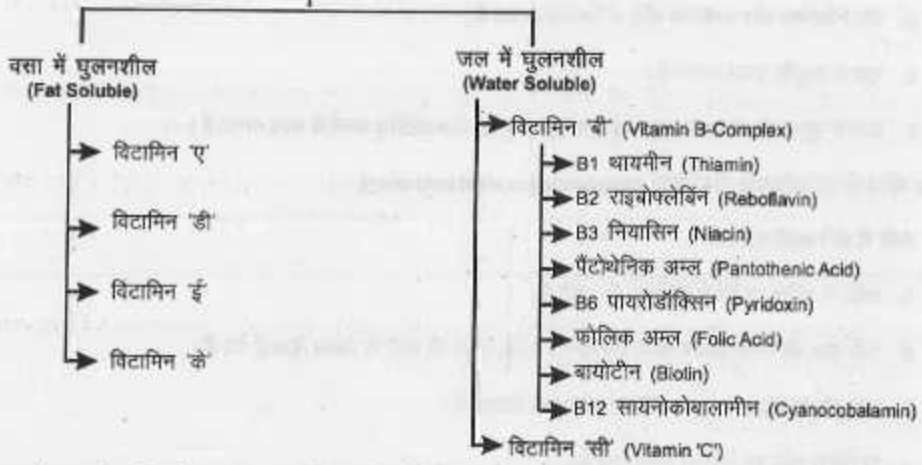 वसा में घुलनशील
(Fat Soluble)
विटामिन 'ए'
विटामिन 'डी'
विटामिन 'ई'
विटामिन 'के'
जल में घुलनशील
(Water Soluble)
विटामिन 'बी' (Vitamin B-Complex)
B1 थायमीन (Thiamin)
B2 राइबोफ्लेबिन (Reboflavin)
B3 नियासिन (Niacin)
पैंटोथेनिक अम्ल (Pantothenic Acid)
B6 पायरोडॉक्सिन (Pyridoxin)
फोलिक अम्ल (Folic Acid)
बायोटीन (Biotin)
B12 सायनोकोबालामीन (Cyanocobalamin)
विटामिन 'सी' (Vitamin 'C')